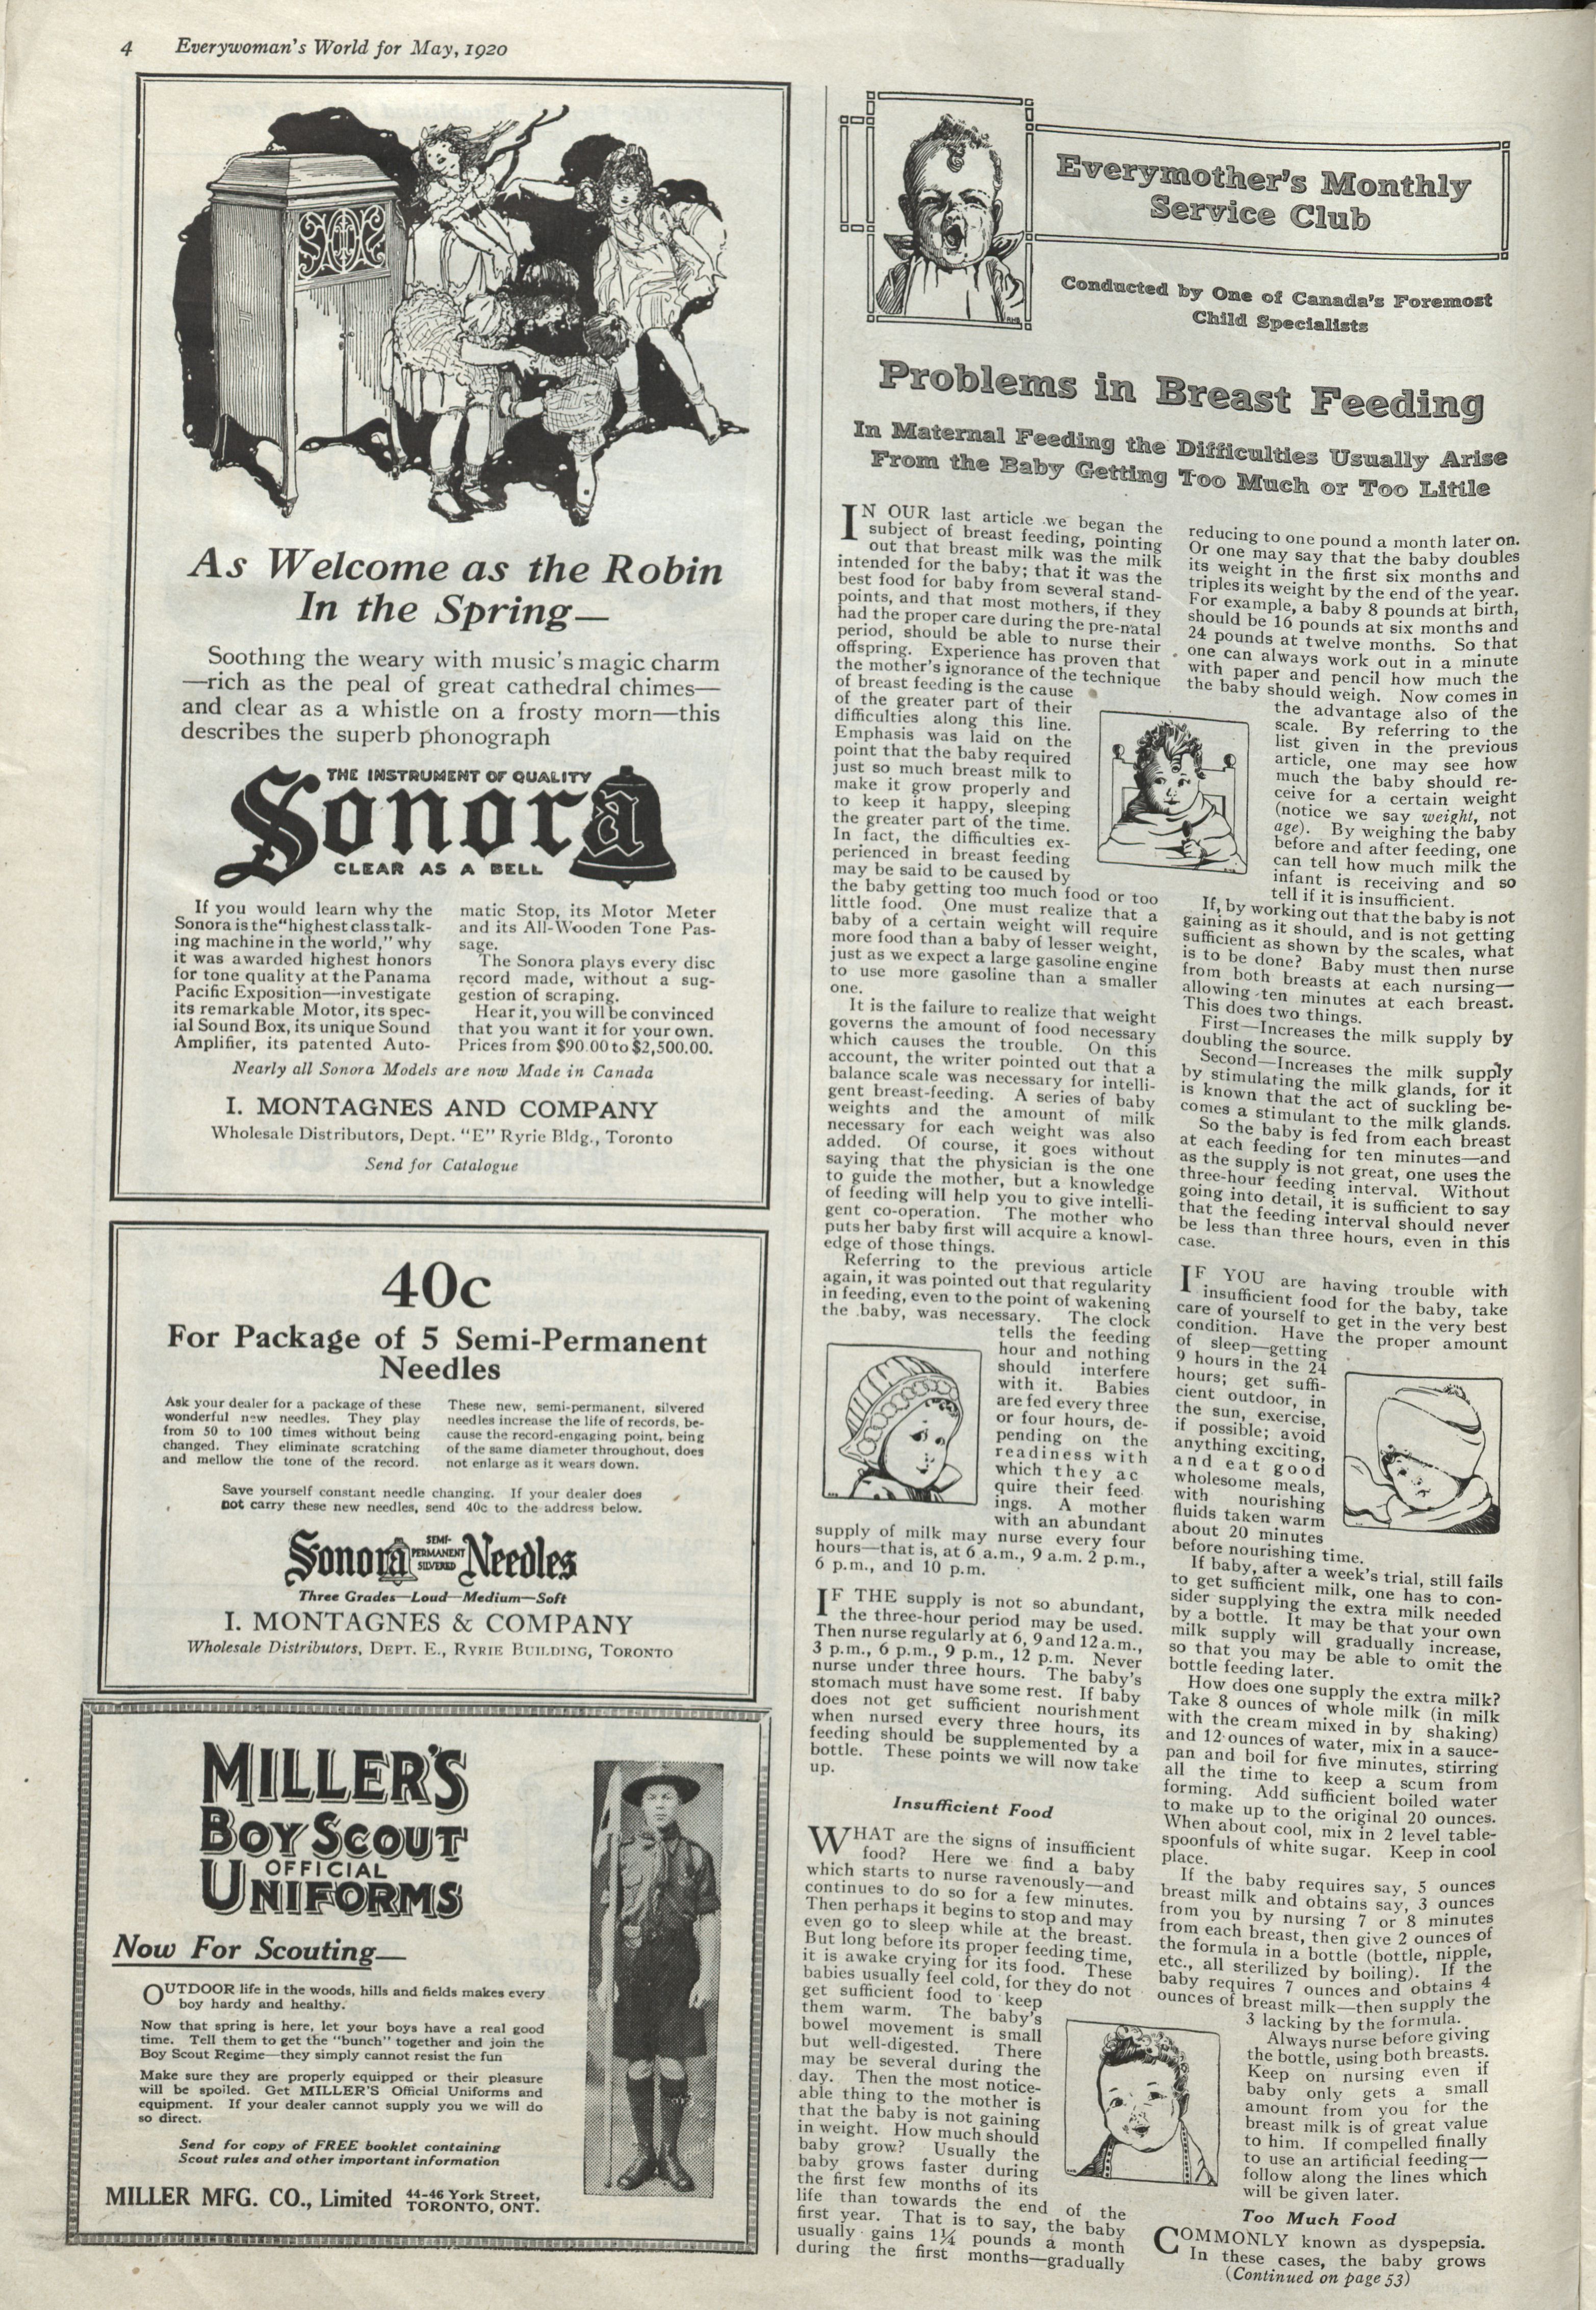 4 Everywoman's World for May, 1920
As Welcome as the Robin
In the Spring—
Soothing the weary with music's magic charm
—rich as the peal of great cathedral chimes—
and clear as a whistle on a frosty morn—this
describes the superb phonograph
THE INSTRUMENT OF QUALITY
Sonora
CLEAR AS A BELL
If you would learn why the
Sonora is the "highest class talk-
ing machine in the world," why
it was awarded highest honors
for tone quality at the Panama
Pacific Exposition—investigate
its remarkable Motor, its spec-
ial Sound Box, its unique Sound
Amplifier, its patented Auto-
matic Stop, its Motor Meter
and its All-Wooden Tone Pas-
sage.
The Sonora plays every disc
record made, without a sug-
gestion of scraping.
Hear it, you will be convinced
that you want it for your own.
Prices from $90.00 to $2,500.00.
Nearly all Sonora Models are now Made in Canada
I. MONTAGNES AND COMPANY
Wholesale Distributors, Dept. "E" Ryrie Bldg., Toronto
Send for Catalogue
40c
For Package of 5 Semi-Permanent
Needles
Ask your dealer for a package of these
wonderful new needles. They play
from 50 to 100 times without being
changed. They eliminate scratching
and mellow the tone of the record.
These new, semi-permanent, silvered
needles increase the life of records, be-
cause the record-engaging point, being
of the same diameter throughout, does
not enlarge as it wears down.
Save yourself constant needle changing. If your dealer does
not carry these new needles, send 40c to the address below.
Sonora SEMI-PERMANENT SILVERED Needles
Three Grades—Loud—Medium—Soft
I. MONTAGNES & COMPANY
Wholesale Distributors, DEPT. E., RYRIE BUILDING, TORONTO
MILLER'S
BOY SCOUT
OFFICIAL
UNIFORMS
Now For Scouting—
OUTDOOR life in the woods, hills and fields makes every
boy hardy and healthy.
Now that spring is here, let your boys have a real good
time. Tell them to get the "bunch" together and join the
Boy Scout Regime—they simply cannot resist the fun
Make sure they are properly equipped or their pleasure
will be spoiled. Get MILLER'S Official Uniforms and
equipment. If your dealer cannot supply you we will do
so direct.
Send for copy of FREE booklet containing
Scout rules and other important information
MILLER MFG. CO., Limited 44-46 York Street,
TORONTO, ONT.
Everymother's Monthly
Service Club
Conducted by One of Canada's Foremost
Child Specialists
Problems in Breast Feeding
In Maternal Feeding the Difficulties Usually Arise
From the Baby Getting Too Much or Too Little
IN OUR last article we began the
subject of breast feeding, pointing
out that breast milk was the milk
intended for the baby; that it was the
best food for baby from several stand-
points, and that most mothers, if they
had the proper care during the pre-natal
period, should be able to nurse their
offspring. Experience has proven that
the mother's ignorance of the technique
of breast feeding is the cause
of the greater part of their
difficulties along this line.
Emphasis was laid on the
point that the baby required
just so much breast milk to
make it grow properly and
to keep it happy, sleeping
the greater part of the time.
In fact, the difficulties ex-
perienced in breast feeding
may be said to be caused by
the baby getting too much food or too
little food. One must realize that a
baby of a certain weight will require
more food than a baby of lesser weight,
just as we expect a large gasoline engine
to use more gasoline than a smaller
one.
It is the failure to realize that weight
governs the amount of food necessary
which causes the trouble. On this
account, the writer pointed out that a
balance scale was necessary for intelli-
gent breast-feeding. A series of baby
weights and the amount of milk
necessary for each weight was also
added. Of course, it goes without
saying that the physician is the one
to guide the mother, but a knowledge
of feeding will help you to give intelli-
gent co-operation. The mother who
puts her baby first will acquire a knowl-
edge of those things.
Referring to the previous article
again, it was pointed out that regularity
in feeding, even to the point of wakening
the baby, was necessary. The clock
tells the feeding
hour and nothing
should interfere
with it. Babies
are fed every three
or four hours, de-
pending on the
readiness with
which they ac
quire their feed
ings. A mother
with an abundant
supply of milk may nurse every four
hours—that is, at 6 a.m., 9 a.m. 2 p.m.,
6 p.m., and 10 p.m.
IF THE supply is not so abundant,
the three-hour period may be used.
Then nurse regularly at 6, 9 and 12 a.m.,
3 p.m., 6 p.m., 9 p.m., 12 p.m. Never
nurse under three hours. The baby's
stomach must have some rest. If baby
does not get sufficient nourishment
when nursed every three hours, its
feeding should be supplemented by a
bottle. These points we will now take
up.
Insufficient Food
WHAT are the signs of insufficient
food? Here we find a baby
which starts to nurse ravenously—and
continues to do so for a few minutes.
Then perhaps it begins to stop and may
even go to sleep while at the breast.
But long before its proper feeding time,
it is awake crying for its food. These
babies usually feel cold, for they do not
get sufficient food to keep
them warm. The baby's
bowel movement is small
but well-digested. There
may be several during the
day. Then the most notice-
able thing to the mother is
that the baby is not gaining
in weight. How much should
baby grow? Usually the
baby grows faster during
the first few months of its
life than towards the end of the
first year. That is to say, the baby
usually gains 1¼ pounds a month
during the first months—gradually
reducing to one pound a month later on.
Or one may say that the baby doubles
its weight in the first six months and
triples its weight by the end of the year.
For example, a baby 8 pounds at birth,
should be 16 pounds at six months and
24 pounds at twelve months. So that
one can always work out in a minute
with paper and pencil how much the
the baby should weigh. Now comes in
the advantage also of the
scale. By referring to the
list given in the previous
article, one may see how
much the baby should re-
ceive for a certain weight
(notice we say weight, not
age). By weighing the baby
before and after feeding, one
can tell how much milk the
infant is receiving and so
tell if it is insufficient.
If, by working out that the baby is not
gaining as it should, and is not getting
sufficient as shown by the scales, what
is to be done? Baby must then nurse
from both breasts at each nursing—
allowing ten minutes at each breast.
This does two things.
First—Increases the milk supply by
doubling the source.
Second—Increases the milk supply
by stimulating the milk glands, for it
is known that the act of suckling be-
comes a stimulant to the milk glands.
So the baby is fed from each breast
at each feeding for ten minutes—and
as the supply is not great, one uses the
three-hour feeding interval. Without
going into detail, it is sufficient to say
that the feeding interval should never
be less than three hours, even in this
case.
IF YOU are having trouble with
insufficient food for the baby, take
care of yourself to get in the very best
condition. Have the proper amount
of sleep—getting
9 hours in the 24
hours; get suffi-
cient outdoor, in
the sun, exercise,
if possible; avoid
anything exciting,
and eat good
wholesome meals,
with nourishing
fluids taken warm
about 20 minutes
before nourishing time.
If baby, after a week's trial, still fails
to get sufficient milk, one has to con-
sider supplying the extra milk needed
by a bottle. It may be that your own
milk supply will gradually increase,
so that you may be able to omit the
bottle feeding later.
How does one supply the extra milk?
Take 8 ounces of whole milk (in milk
with the cream mixed in by shaking)
and 12 ounces of water, mix in a sauce-
pan and boil for five minutes, stirring
all the time to keep a scum from
forming. Add sufficient boiled water
to make up to the original 20 ounces.
When about cool, mix in 2 level table-
spoonfuls of white sugar. Keep in cool
place.
If the baby requires say, 5 ounces
breast milk and obtains say, 3 ounces
from you by nursing 7 or 8 minutes
from each breast, then give 2 ounces of
the formula in a bottle (bottle, nipple,
etc., all sterilized by boiling). If the
baby requires 7 ounces and obtains 4
ounces of breast milk—then supply the
3 lacking by the formula.
Always nurse before giving
the bottle, using both breasts.
Keep on nursing even if
baby only gets a small
amount from you for the
breast milk is of great value
to him. If compelled finally
to use an artificial feeding—
follow along the lines which
will be given later.
Too Much Food
COMMONLY known as dyspepsia.
In these cases, the baby grows
(Continued on page 53)